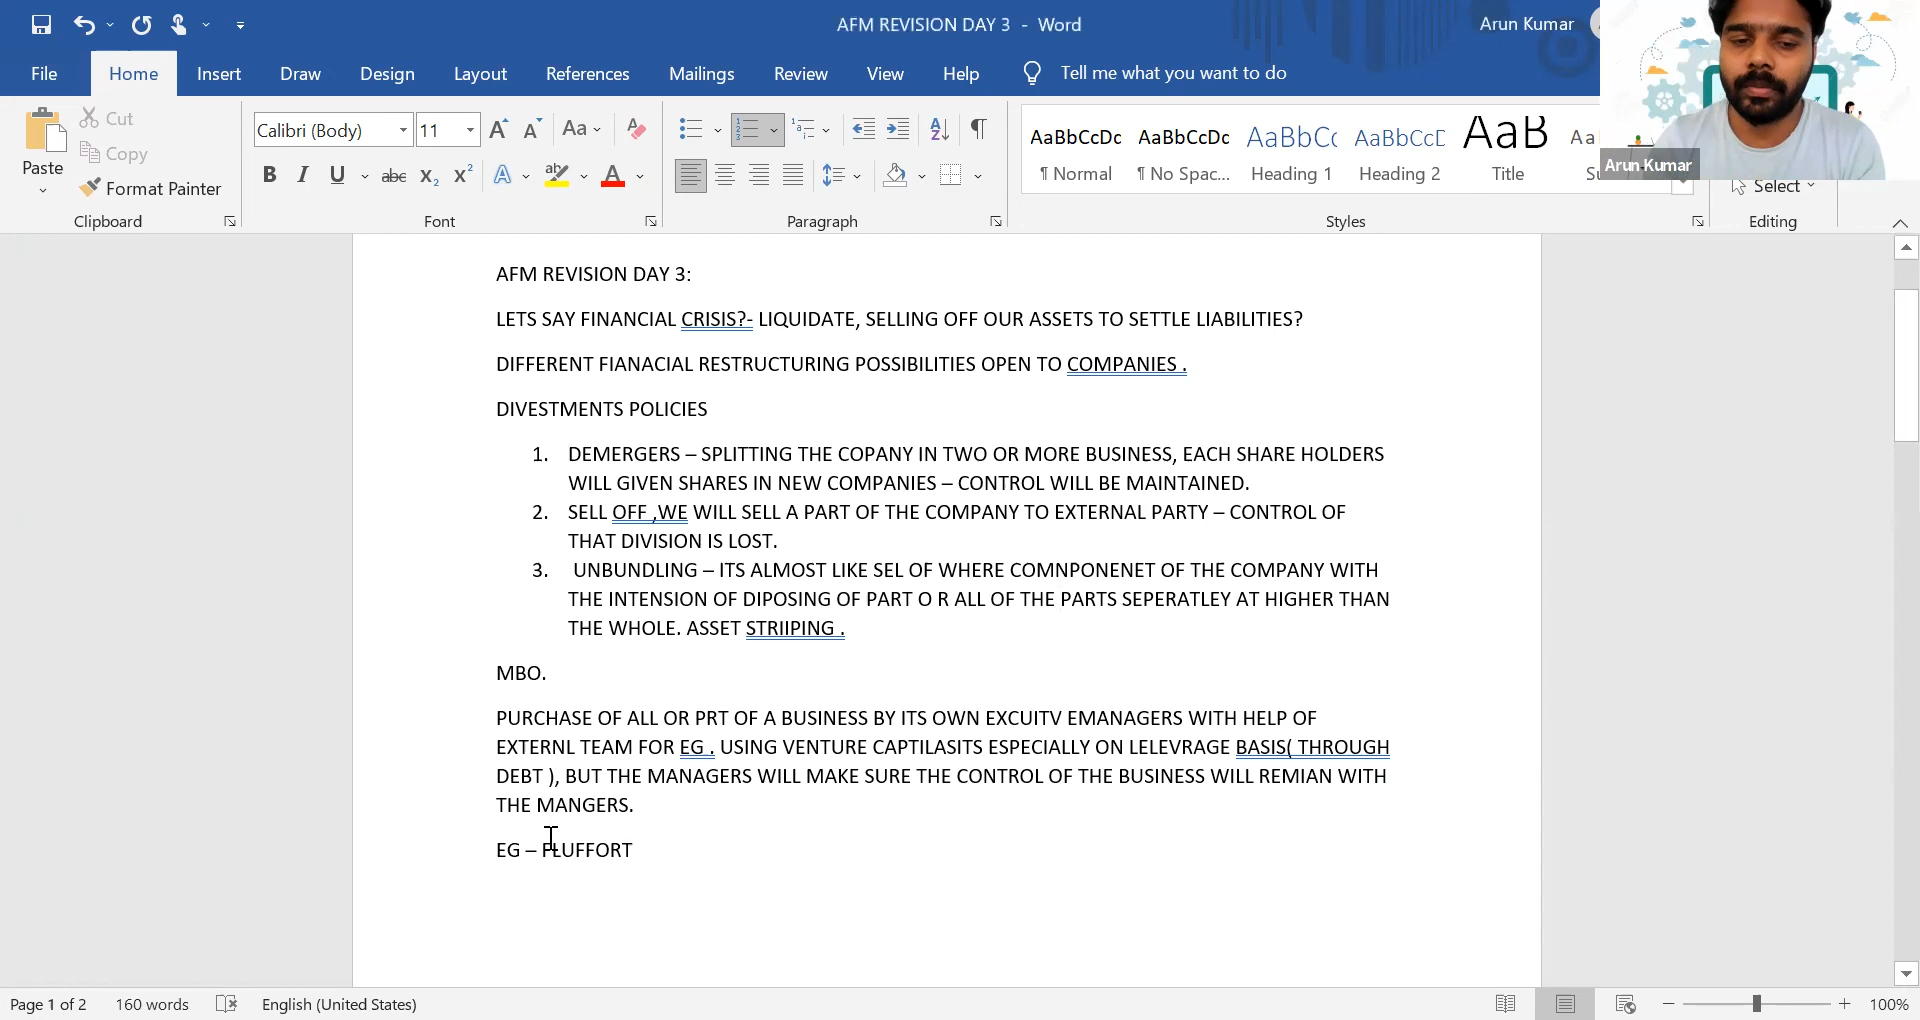 AFM REVISION DAY 3 - Word
Arun Kumar
File Home Insert Draw Design Layout References Mailings Review View Help Tell me what you want to do
Paste
Cut
Copy
Format Painter
Clipboard
Calibri (Body) 11
Font
Paragraph
AaBbCcDc AaBbCcDc AaBbCc AaBbCcD AaB Aa
¶ Normal ¶ No Spac... Heading 1 Heading 2 Title
Styles
Select
Editing
Arun Kumar
AFM REVISION DAY 3:
LETS SAY FINANCIAL CRISIS?- LIQUIDATE, SELLING OFF OUR ASSETS TO SETTLE LIABILITIES?
DIFFERENT FIANACIAL RESTRUCTURING POSSIBILITIES OPEN TO COMPANIES .
DIVESTMENTS POLICIES
1. DEMERGERS – SPLITTING THE COPANY IN TWO OR MORE BUSINESS, EACH SHARE HOLDERS
WILL GIVEN SHARES IN NEW COMPANIES – CONTROL WILL BE MAINTAINED.
2. SELL OFF ,WE WILL SELL A PART OF THE COMPANY TO EXTERNAL PARTY – CONTROL OF
THAT DIVISION IS LOST.
3. UNBUNDLING – ITS ALMOST LIKE SEL OF WHERE COMNPONENET OF THE COMPANY WITH
THE INTENSION OF DIPOSING OF PART O R ALL OF THE PARTS SEPERATLEY AT HIGHER THAN
THE WHOLE. ASSET STRIIPING .
MBO.
PURCHASE OF ALL OR PRT OF A BUSINESS BY ITS OWN EXCUITV EMANAGERS WITH HELP OF
EXTERNL TEAM FOR EG . USING VENTURE CAPTILASITS ESPECIALLY ON LELEVRAGE BASIS( THROUGH
DEBT ), BUT THE MANAGERS WILL MAKE SURE THE CONTROL OF THE BUSINESS WILL REMIAN WITH
THE MANGERS.
EG – FLUFFORT
Page 1 of 2 160 words English (United States) 100%